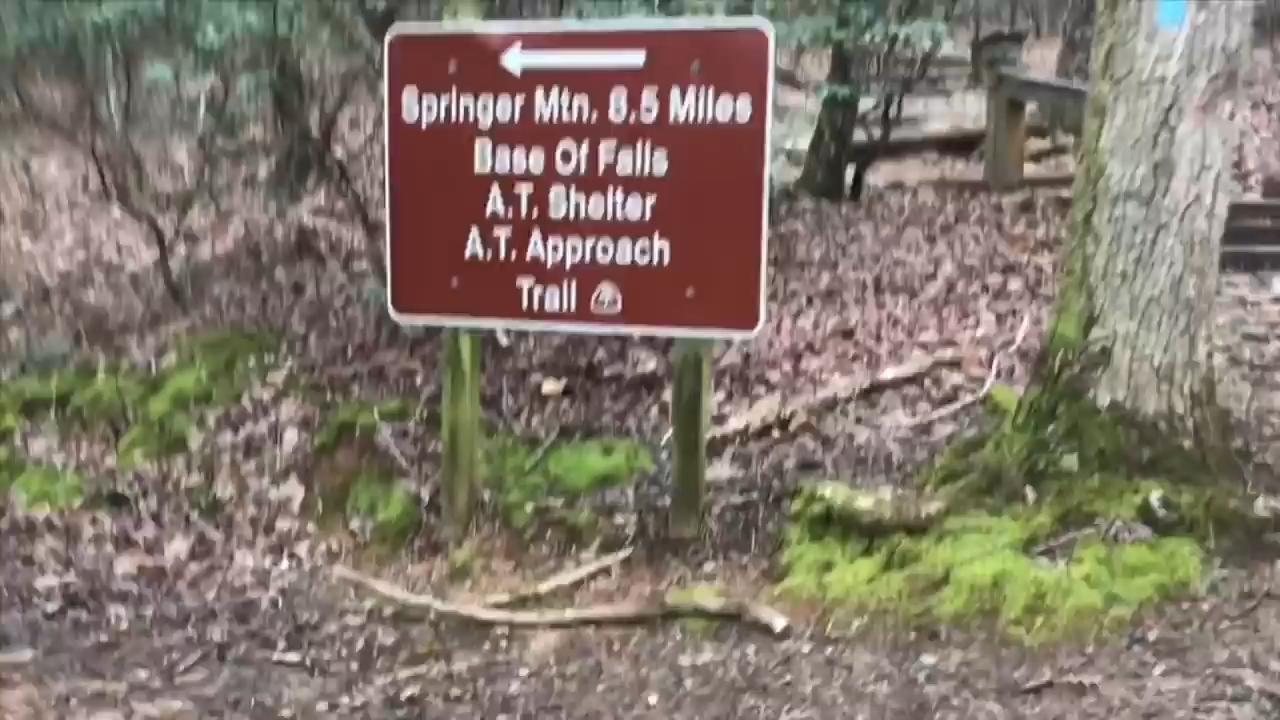 Springer Mtn. 8.5 Miles
Base Of Falls
A.T. Shelter
A.T. Approach
Trail